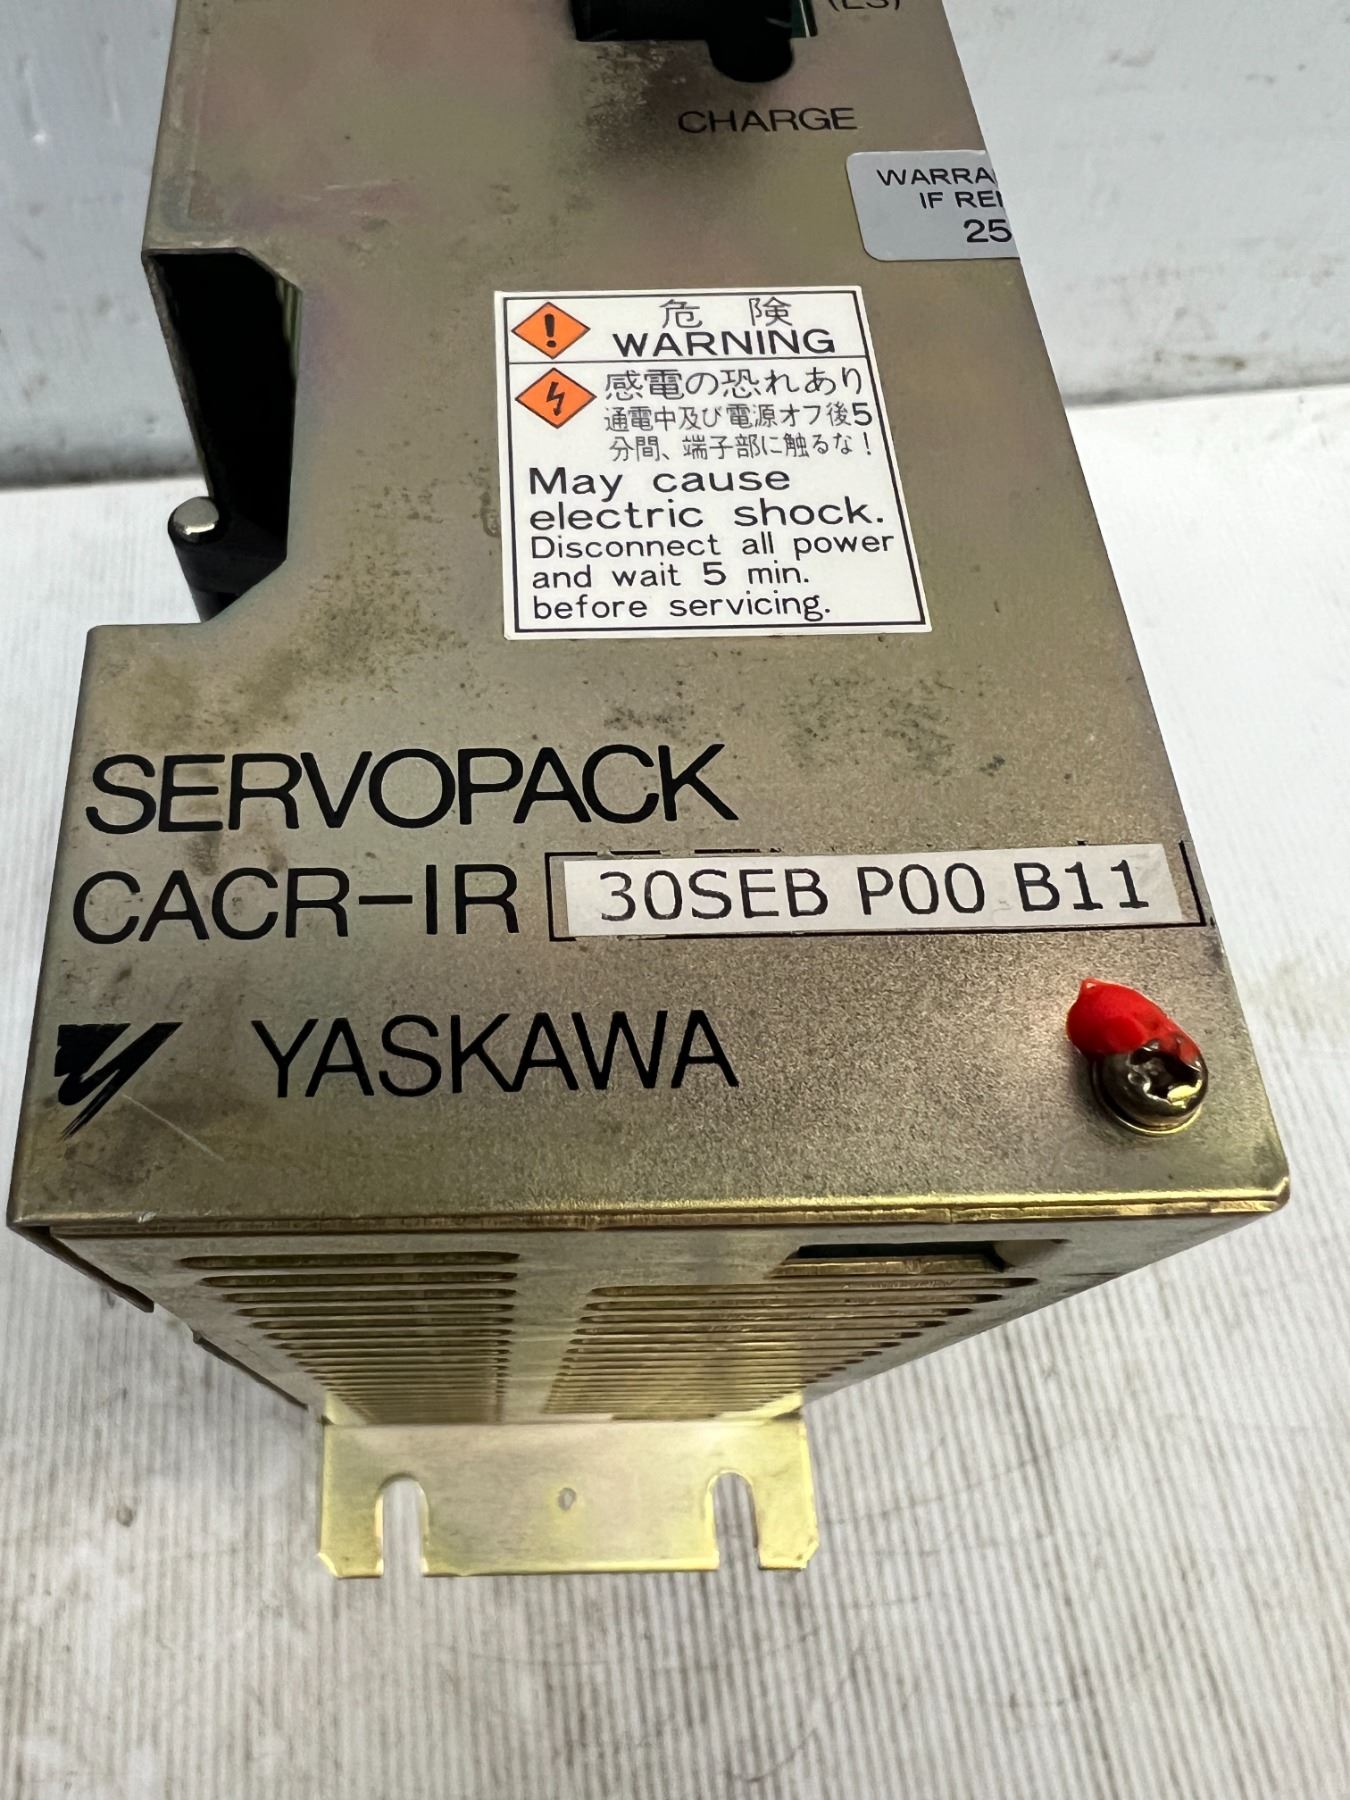 CHARGE
WARRA
IF REM
25
危 険
WARNING
感電の恐れあり
通電中及び電源オフ後5
分間、端子部に触るな!
May cause
electric shock.
Disconnect all power
and wait 5 min.
before servicing.
SERVOPACK
CACR-IR 30SEB P00 B11
YASKAWA